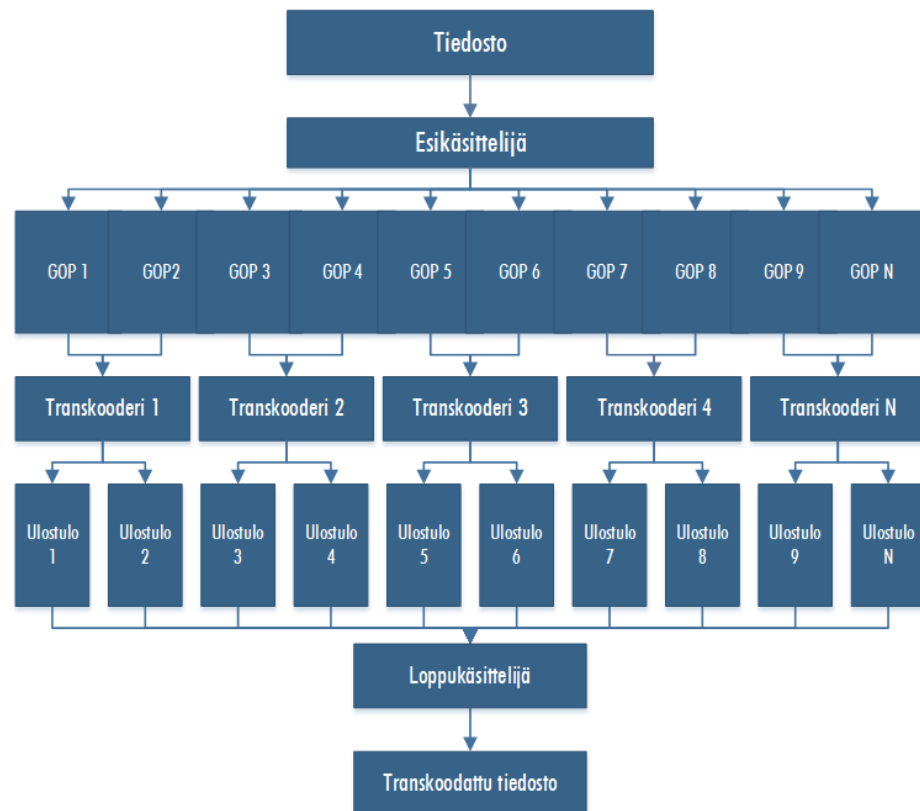 Tiedosto
Esikäsittelijä
GOP 1
GOP2
GOP 3
GOP 4
GOP 5
GOP 6
GOP 7
GOP 8
GOP 9
GOP N
Transkooderi 1
Transkooderi 2
Transkooderi 3
Transkooderi 4
Transkooderi N
Ulostulo
1
Ulostulo
2
Ulostulo
3
Ulostulo
4
Ulostulo
5
Ulostulo
6
Ulostulo
7
Ulostulo
8
Ulostulo
9
Ulostulo
N
Loppukäsittelijä
Transkoodattu tiedosto